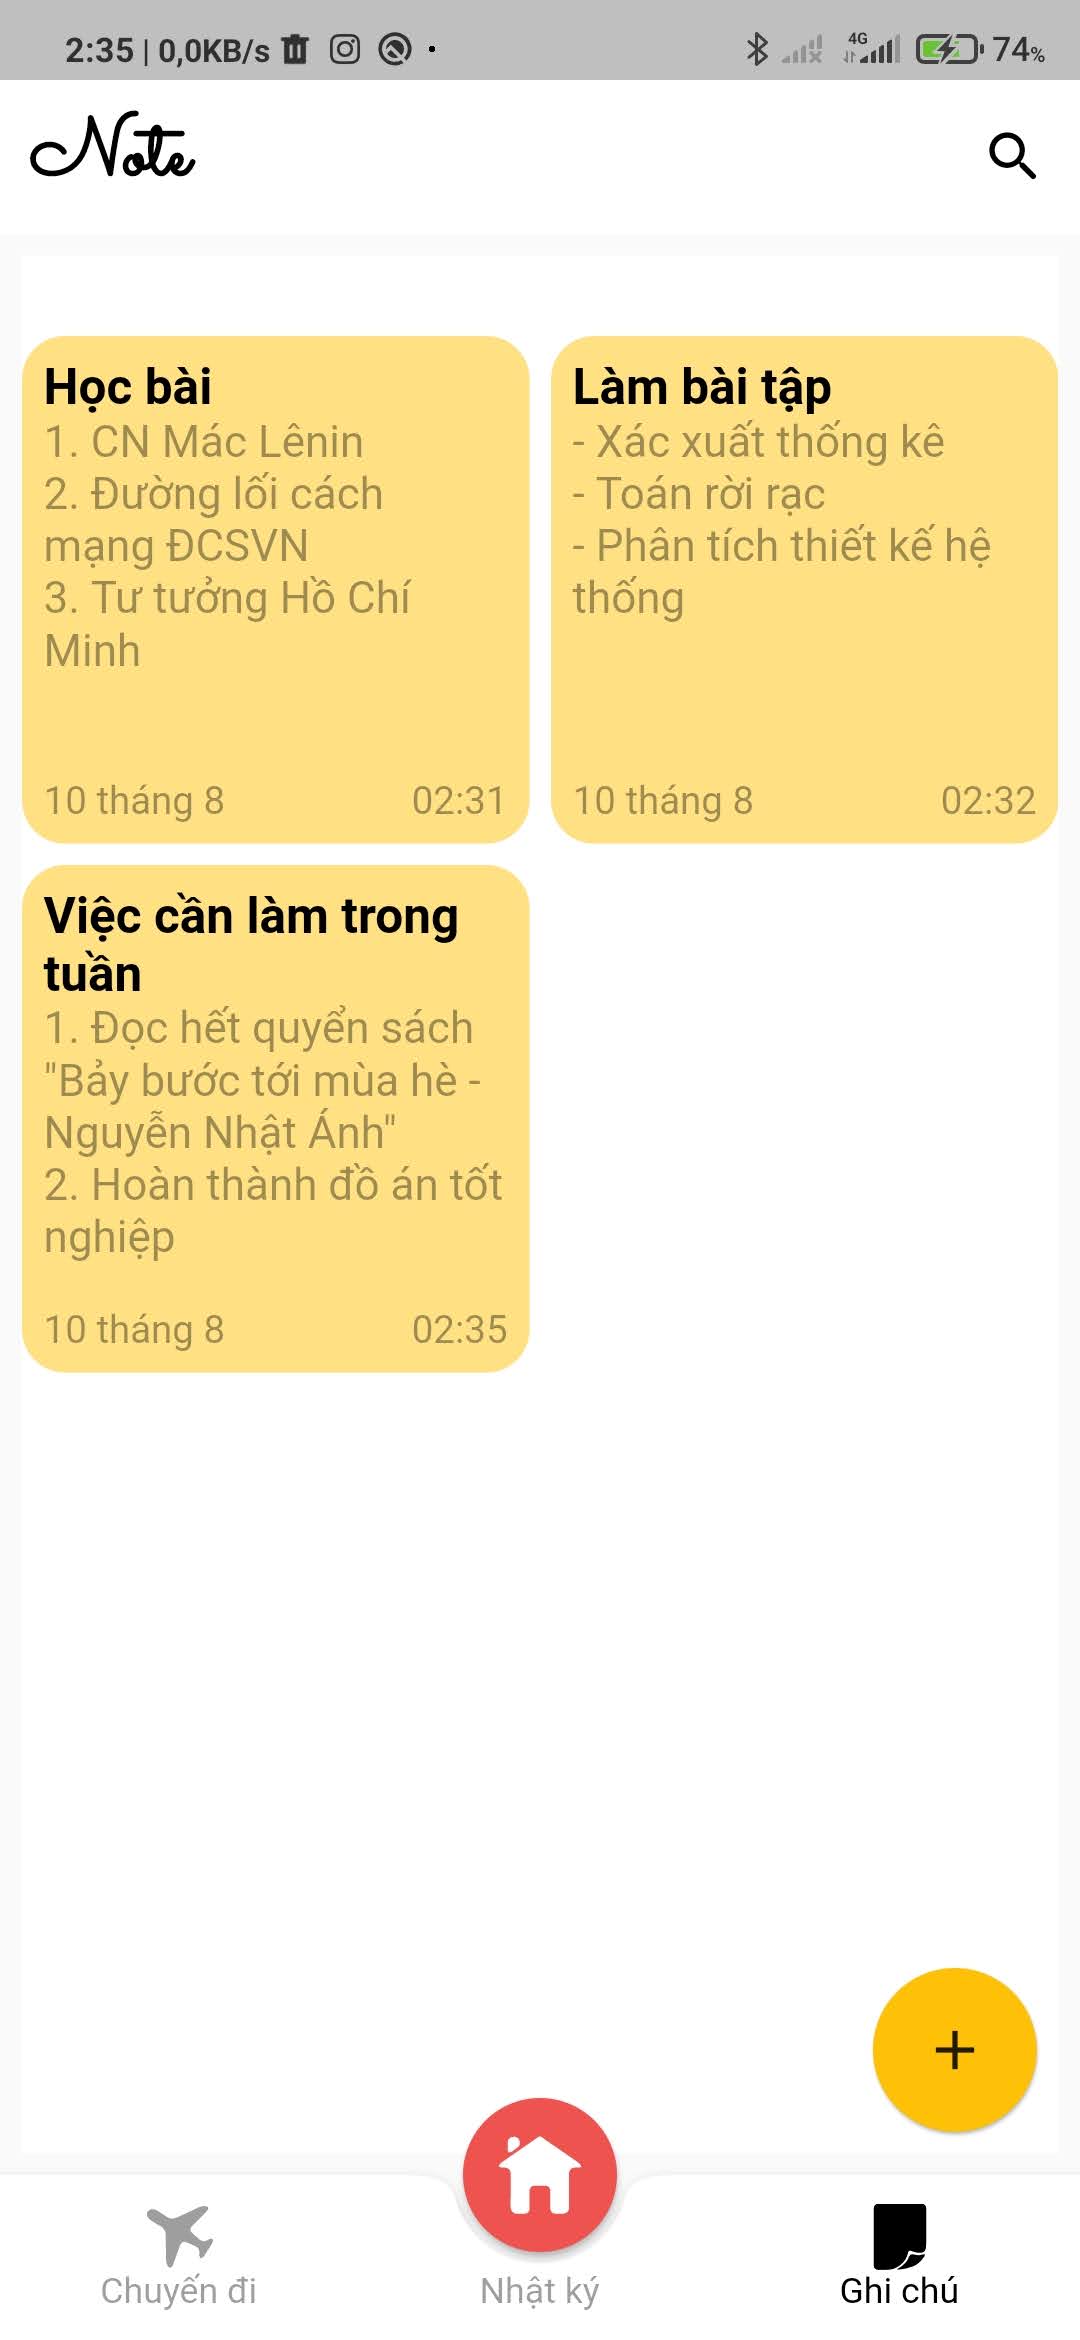 2:35 | 0,0KB/s
4G
74%
Note
Học bài
1. CN Mác Lênin
2. Đường lối cách
mạng ĐCSVN
3. Tư tưởng Hồ Chí
Minh
10 tháng 8
02:31
Làm bài tập
- Xác xuất thống kê
- Toán rời rạc
- Phân tích thiết kế hệ
thống
10 tháng 8
02:32
Việc cần làm trong
tuần
1. Đọc hết quyển sách
"Bảy bước tới mùa hè -
Nguyễn Nhật Ánh"
2. Hoàn thành đồ án tốt
nghiệp
10 tháng 8
02:35
Chuyến đi
Nhật ký
Ghi chú